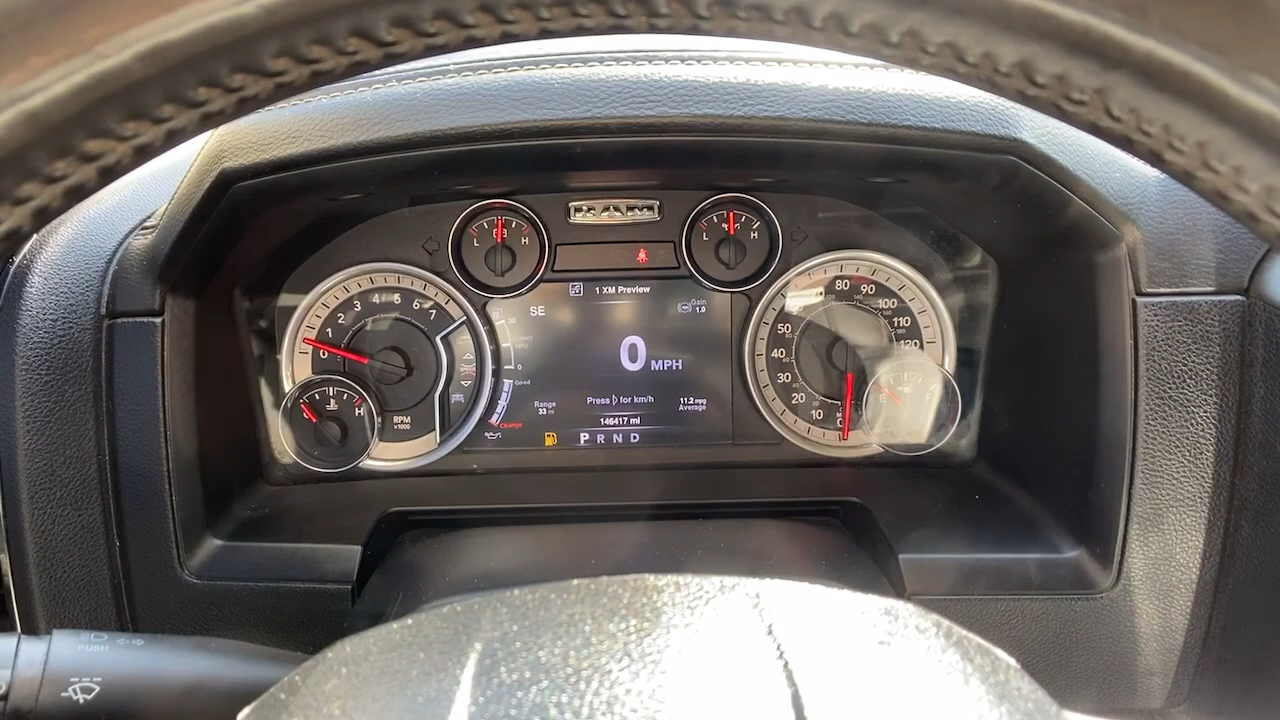 RAM
L H
L H
1 XM Preview
SE
Gain
1.0
0 MPH
30
0
Good
Change
Press ▷ for km/h
Range
33 mi
11.2 mpg
Average
146417 mi
P R N D
0 1 2 3 4 5 6 7
RPM
x1000
H
10 20 30 40 50 80 90 100 110 120
E F
PUSH